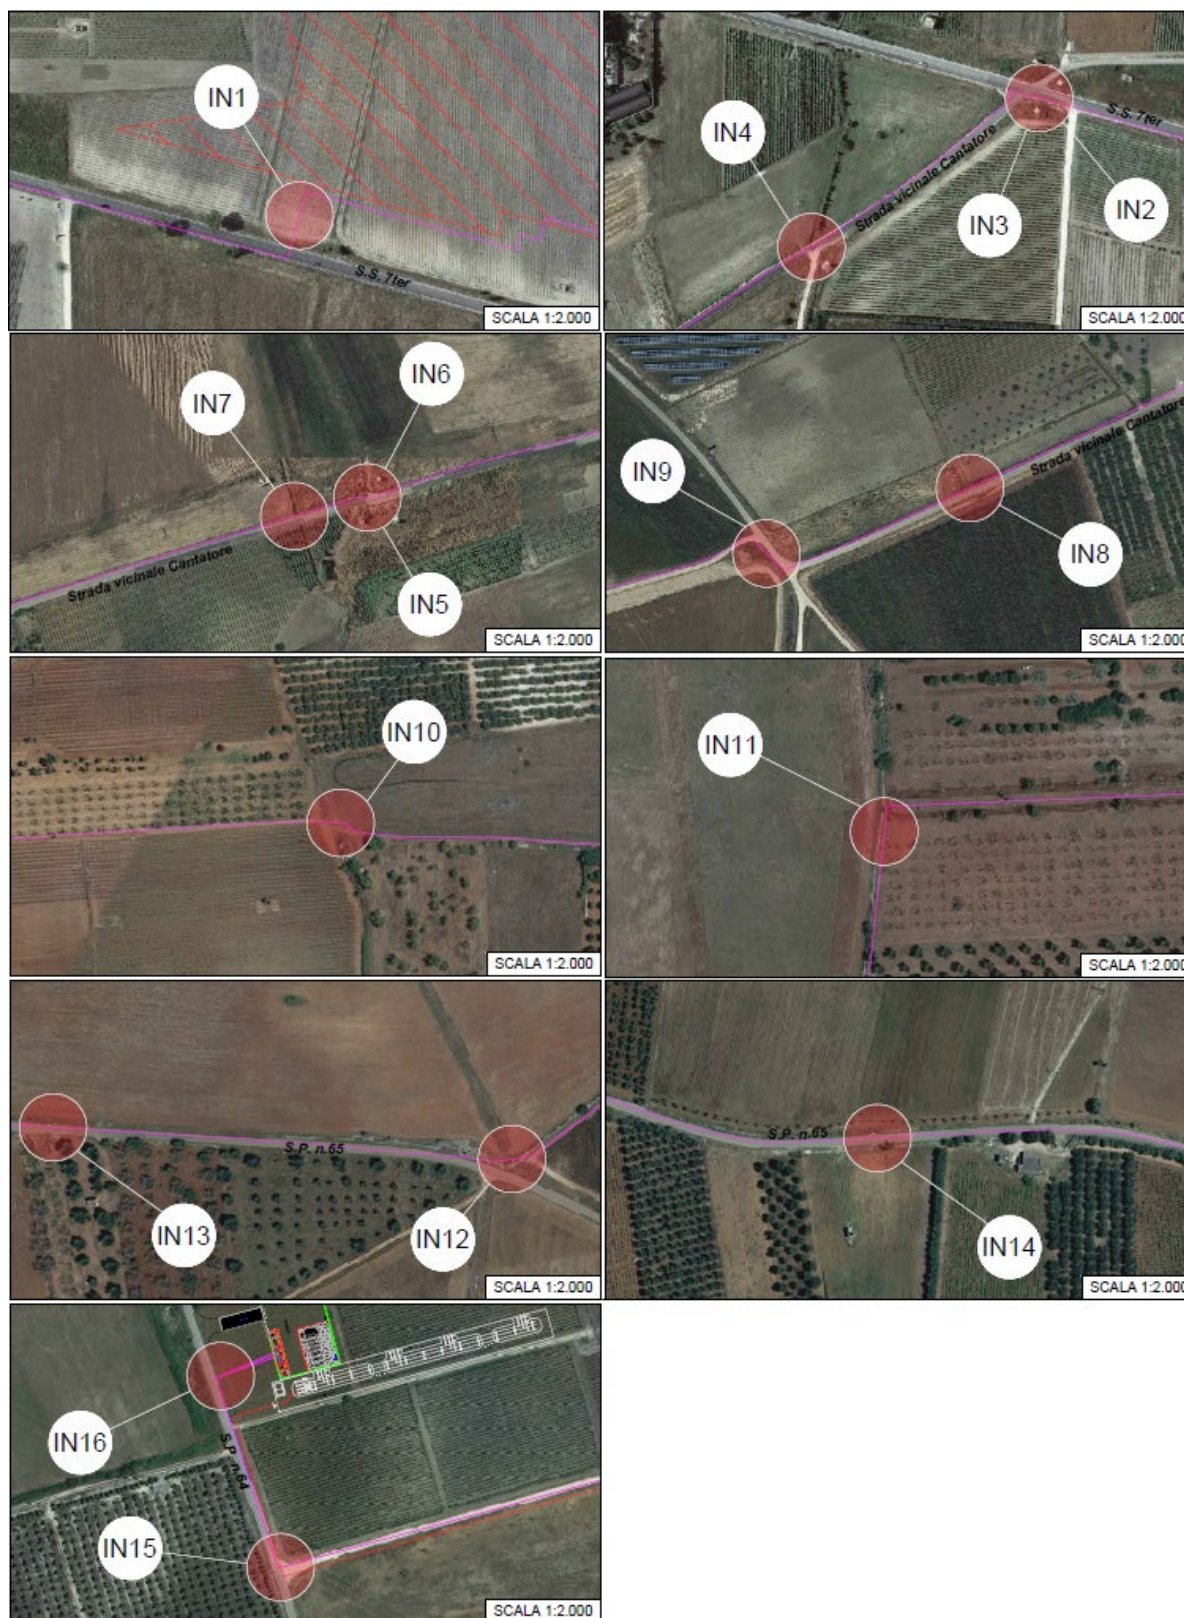 IN1
S.S. 7ter
SCALA 1:2.000
IN4
Strada vicinale Cantatore
IN3
IN2
S.S. 7ter
SCALA 1:2.000
IN7
IN6
Strada vicinale Cantatore
IN5
SCALA 1:2.000
IN9
Strada vicinale Cantatore
IN8
SCALA 1:2.000
IN10
SCALA 1:2.000
IN11
SCALA 1:2.000
S.P. n.65
IN13
IN12
SCALA 1:2.000
S.P. n.65
IN14
SCALA 1:2.000
IN16
S.P. n.64
IN15
SCALA 1:2.000